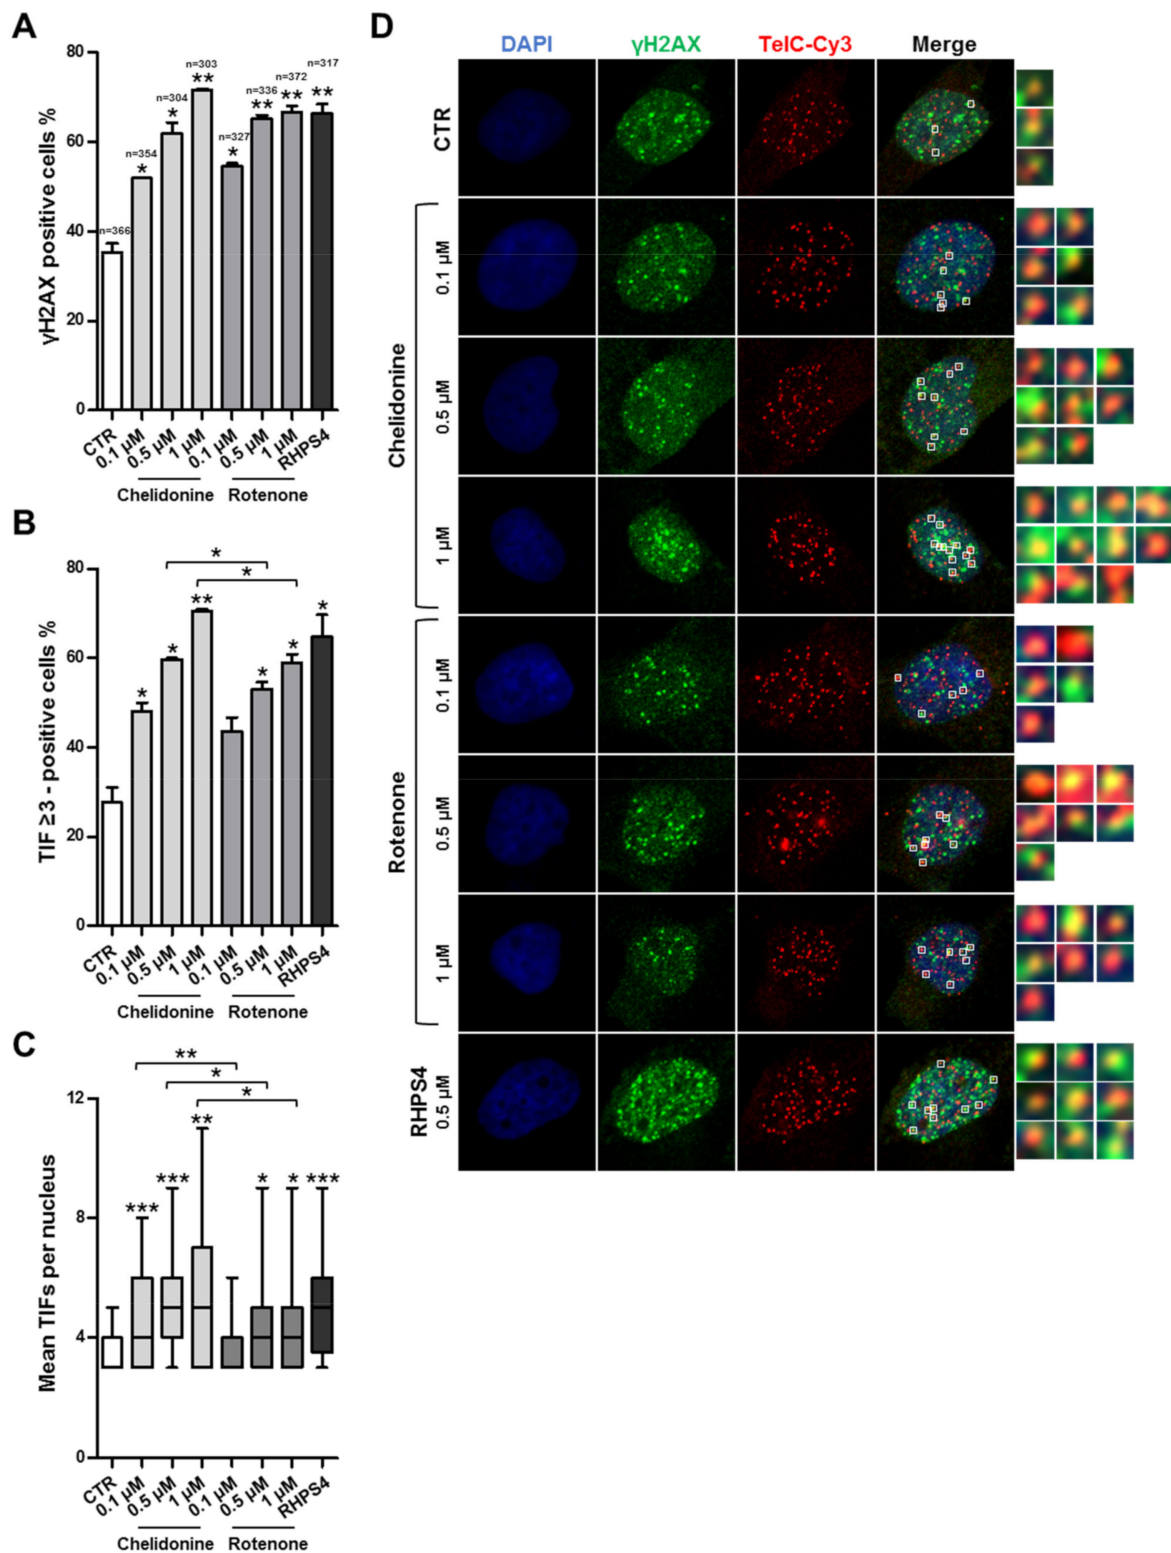 A
γH2AX positive cells %
80
60
40
20
0
n=366
n=354
*
n=304
*
n=303
**
n=327
*
n=336
**
n=372
**
n=317
**
CTR
0.1 µM
0.5 µM
1 µM
0.1 µM
0.5 µM
1 µM
RHPS4
Chelidonine
Rotenone
B
TIF ≥3 - positive cells %
80
60
40
20
0
*
*
*
*
**
*
*
*
CTR
0.1 µM
0.5 µM
1 µM
0.1 µM
0.5 µM
1 µM
RHPS4
Chelidonine
Rotenone
C
Mean TIFs per nucleus
12
8
4
0
**
*
*
***
***
**
*
*
***
CTR
0.1 µM
0.5 µM
1 µM
0.1 µM
0.5 µM
1 µM
RHPS4
Chelidonine
Rotenone
D
DAPI
γH2AX
TelC-Cy3
Merge
CTR
Chelidonine
0.1 µM
0.5 µM
1 µM
Rotenone
0.1 µM
0.5 µM
1 µM
RHPS4
0.5 µM